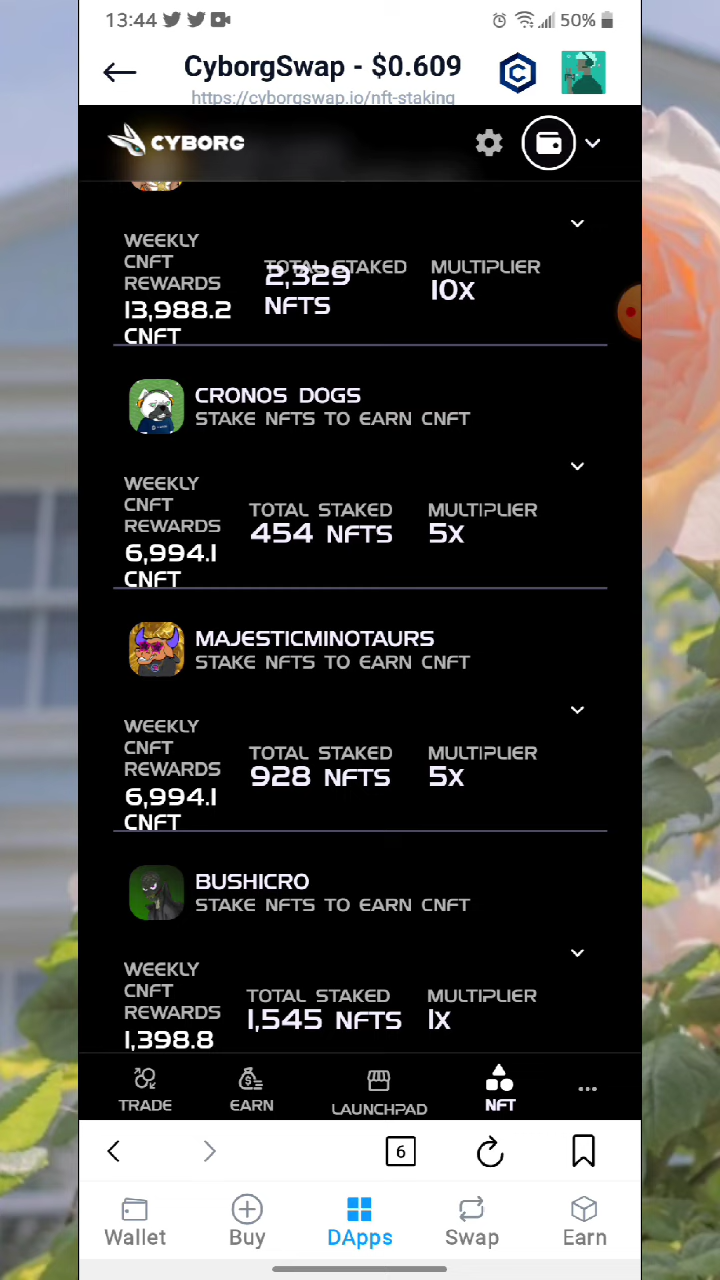 13:44 50%
CyborgSwap - $0.609
https://cyborgswap.io/nft-staking
CYBORG
WEEKLY
CNFT
REWARDS
13,988.2
CNFT
TOTAL STAKED
2,329
NFTS
MULTIPLIER
10X
CRONOS DOGS
STAKE NFTS TO EARN CNFT
WEEKLY
CNFT
REWARDS
6,994.1
CNFT
TOTAL STAKED
454 NFTS
MULTIPLIER
5X
MAJESTICMINOTAURS
STAKE NFTS TO EARN CNFT
WEEKLY
CNFT
REWARDS
6,994.1
CNFT
TOTAL STAKED
928 NFTS
MULTIPLIER
5X
BUSHICRO
STAKE NFTS TO EARN CNFT
WEEKLY
CNFT
REWARDS
1,398.8
TOTAL STAKED
1,545 NFTS
MULTIPLIER
1X
TRADE EARN LAUNCHPAD NFT
6
Wallet Buy DApps Swap Earn